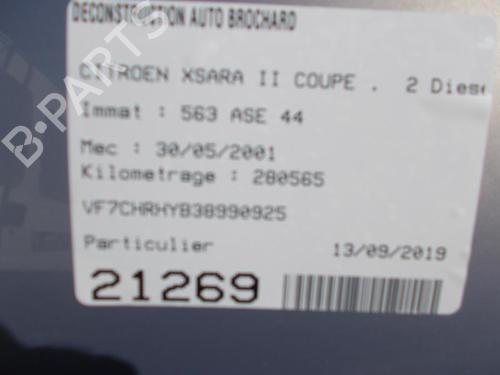 DECONSTRUCTION AUTO BROCHARD
CITROEN XSARA II COUPE . 2 Diese
Immat : 563 ASE 44
Mec : 30/05/2001
Kilometrage : 280565
VF7CHRHYB38990925
Particulier 13/09/2019
21269
B-PARTS